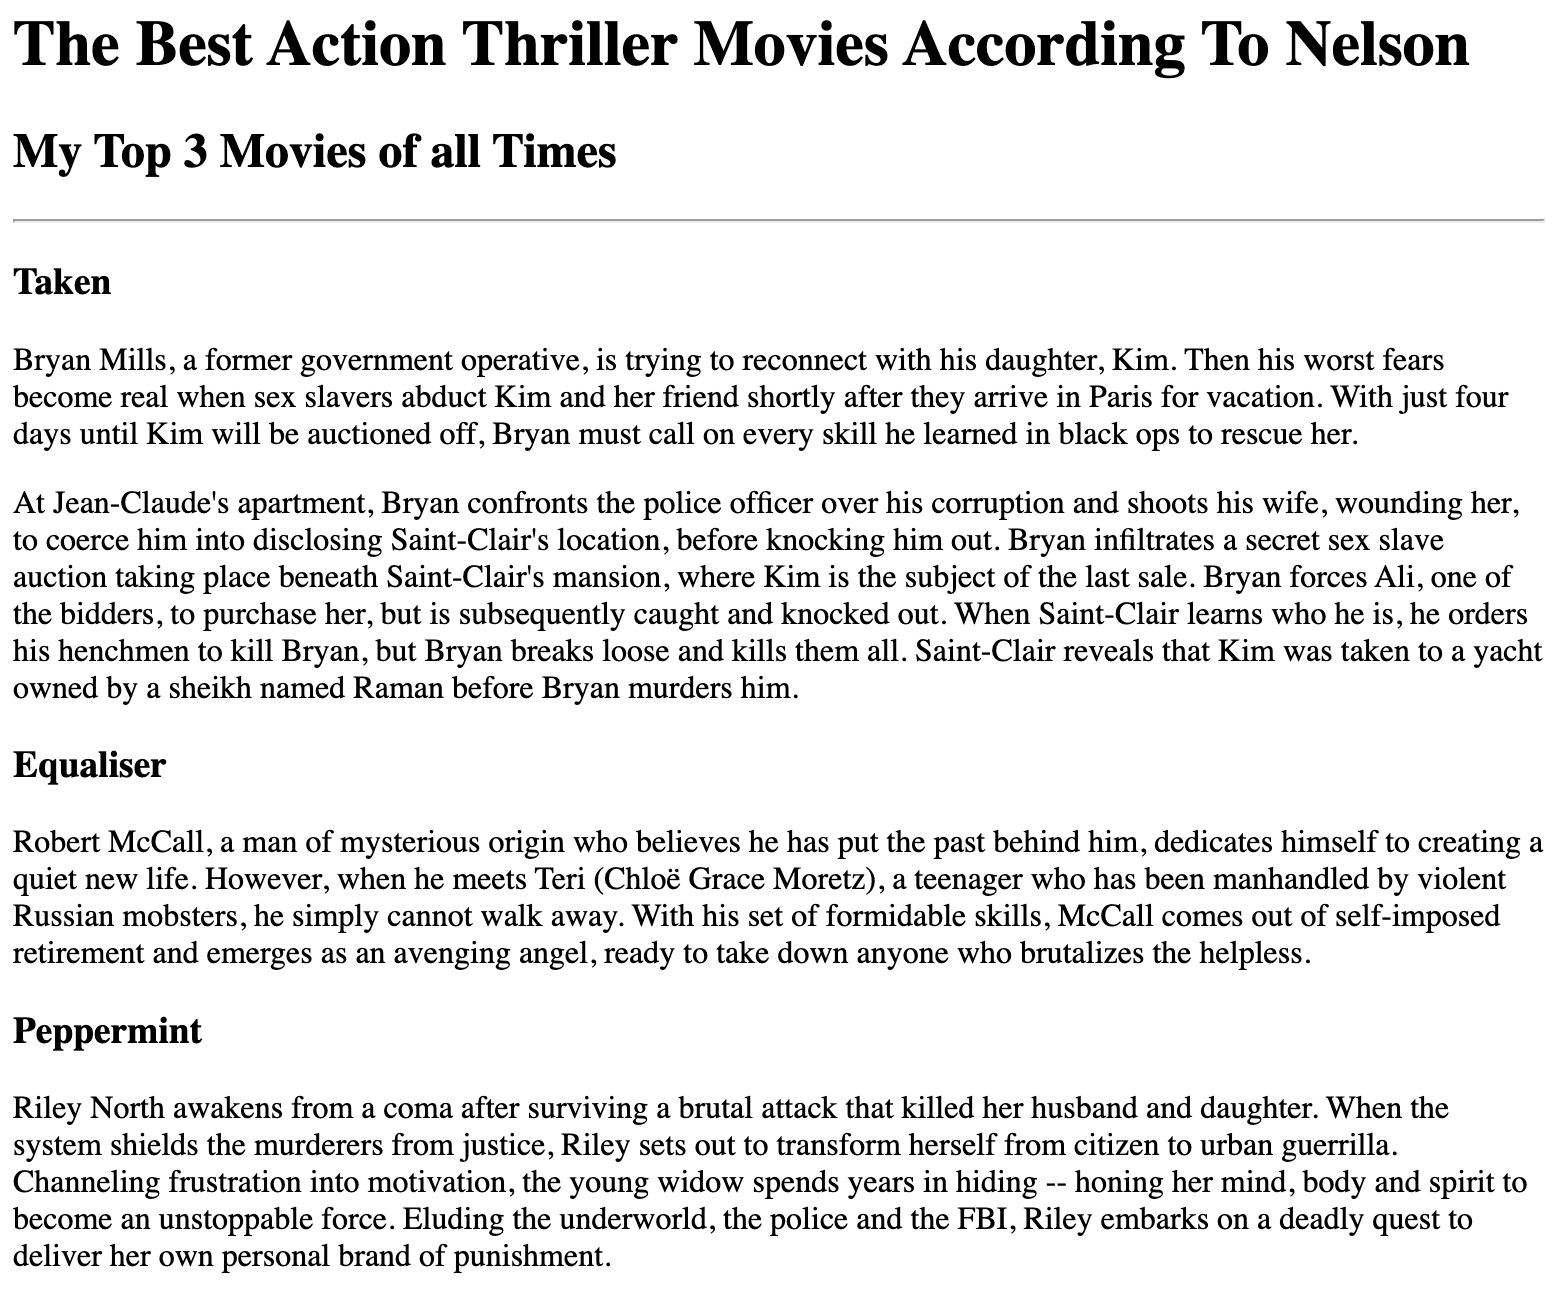 The Best Action Thriller Movies According To Nelson
My Top 3 Movies of all Times
Taken
Bryan Mills, a former government operative, is trying to reconnect with his daughter, Kim. Then his worst fears
become real when sex slavers abduct Kim and her friend shortly after they arrive in Paris for vacation. With just four
days until Kim will be auctioned off, Bryan must call on every skill he learned in black ops to rescue her.
At Jean-Claude's apartment, Bryan confronts the police officer over his corruption and shoots his wife, wounding her,
to coerce him into disclosing Saint-Clair's location, before knocking him out. Bryan infiltrates a secret sex slave
auction taking place beneath Saint-Clair's mansion, where Kim is the subject of the last sale. Bryan forces Ali, one of
the bidders, to purchase her, but is subsequently caught and knocked out. When Saint-Clair learns who he is, he orders
his henchmen to kill Bryan, but Bryan breaks loose and kills them all. Saint-Clair reveals that Kim was taken to a yacht
owned by a sheikh named Raman before Bryan murders him.
Equaliser
Robert McCall, a man of mysterious origin who believes he has put the past behind him, dedicates himself to creating a
quiet new life. However, when he meets Teri (Chloë Grace Moretz), a teenager who has been manhandled by violent
Russian mobsters, he simply cannot walk away. With his set of formidable skills, McCall comes out of self-imposed
retirement and emerges as an avenging angel, ready to take down anyone who brutalizes the helpless.
Peppermint
Riley North awakens from a coma after surviving a brutal attack that killed her husband and daughter. When the
system shields the murderers from justice, Riley sets out to transform herself from citizen to urban guerrilla.
Channeling frustration into motivation, the young widow spends years in hiding -- honing her mind, body and spirit to
become an unstoppable force. Eluding the underworld, the police and the FBI, Riley embarks on a deadly quest to
deliver her own personal brand of punishment.